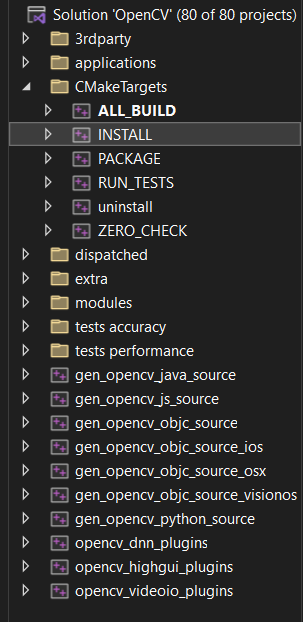 Solution 'OpenCV' (80 of 80 projects)
3rdparty
applications
CMakeTargets
ALL_BUILD
INSTALL
PACKAGE
RUN_TESTS
uninstall
ZERO_CHECK
dispatched
extra
modules
tests accuracy
tests performance
gen_opencv_java_source
gen_opencv_js_source
gen_opencv_objc_source
gen_opencv_objc_source_ios
gen_opencv_objc_source_osx
gen_opencv_objc_source_visionos
gen_opencv_python_source
opencv_dnn_plugins
opencv_highgui_plugins
opencv_videoio_plugins